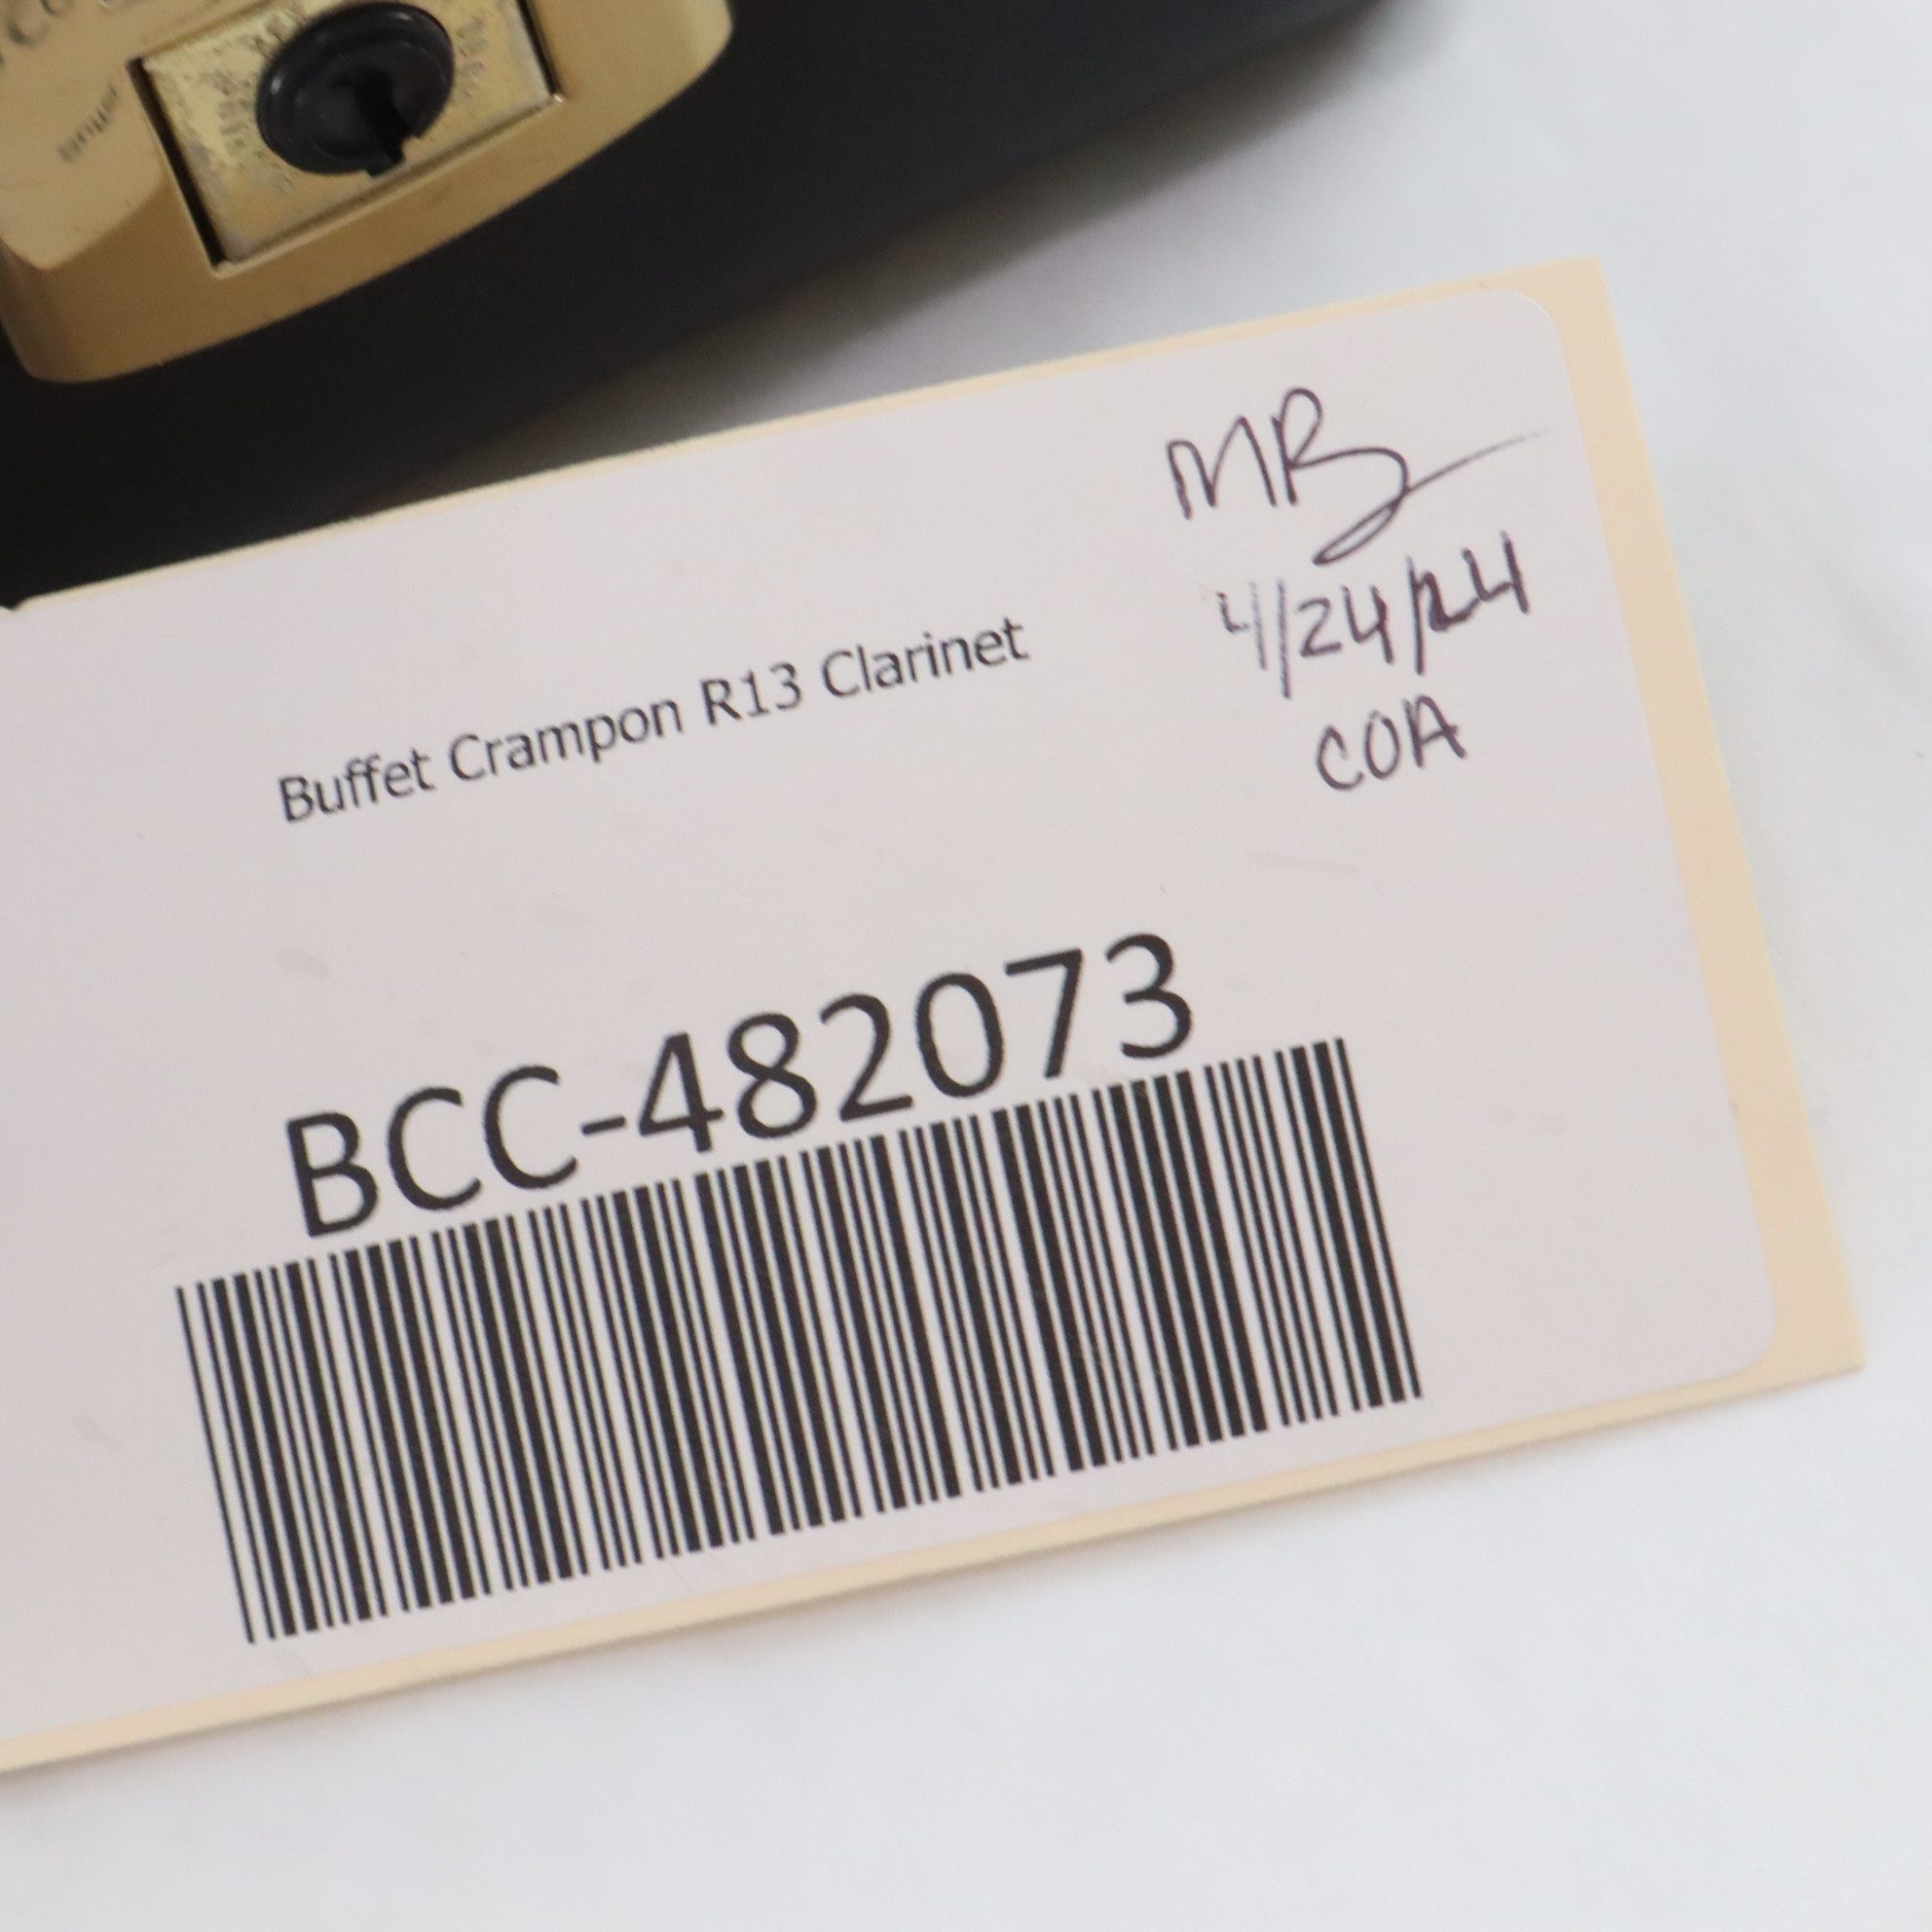 MB
4/24/24
COA
Buffet Crampon R13 Clarinet
BCC-482073